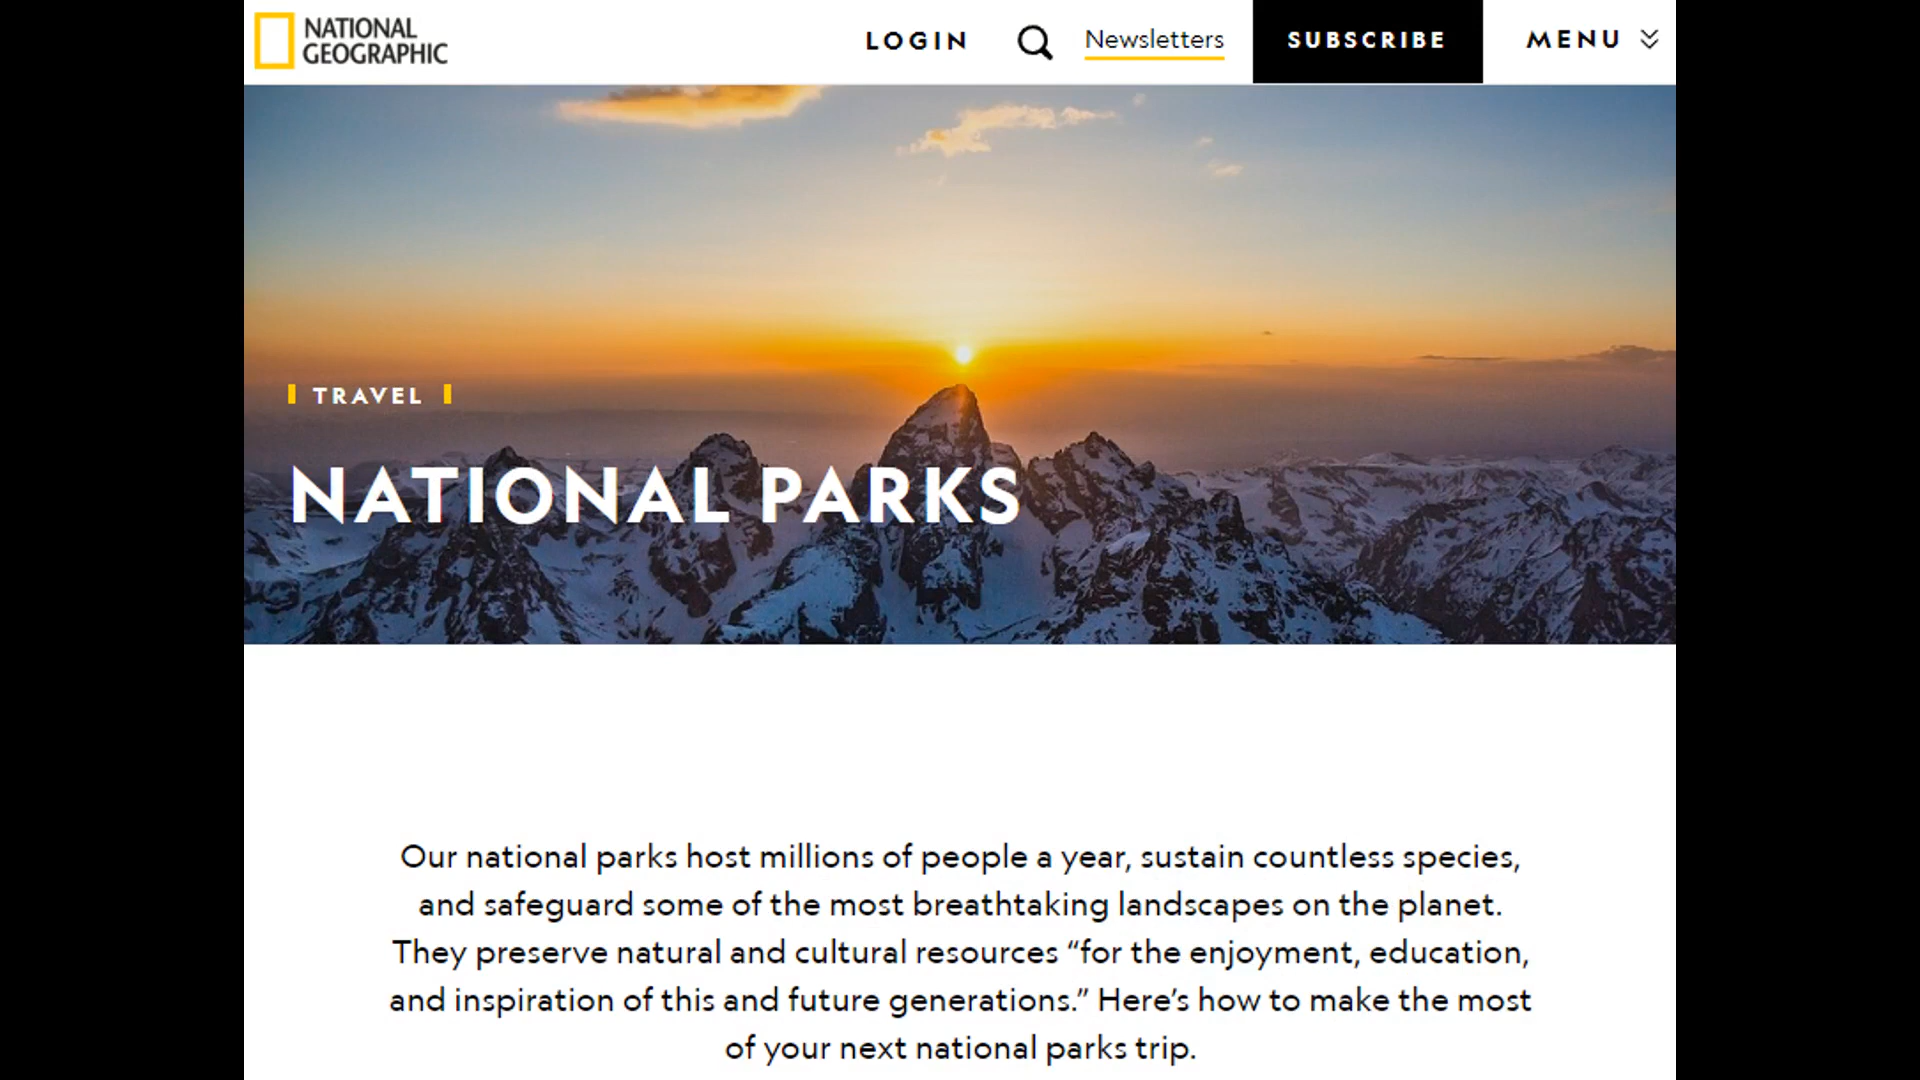 NATIONAL
GEOGRAPHIC
LOGIN
Newsletters
SUBSCRIBE
MENU
TRAVEL
NATIONAL PARKS
Our national parks host millions of people a year, sustain countless species,
and safeguard some of the most breathtaking landscapes on the planet.
They preserve natural and cultural resources “for the enjoyment, education,
and inspiration of this and future generations.” Here’s how to make the most
of your next national parks trip.